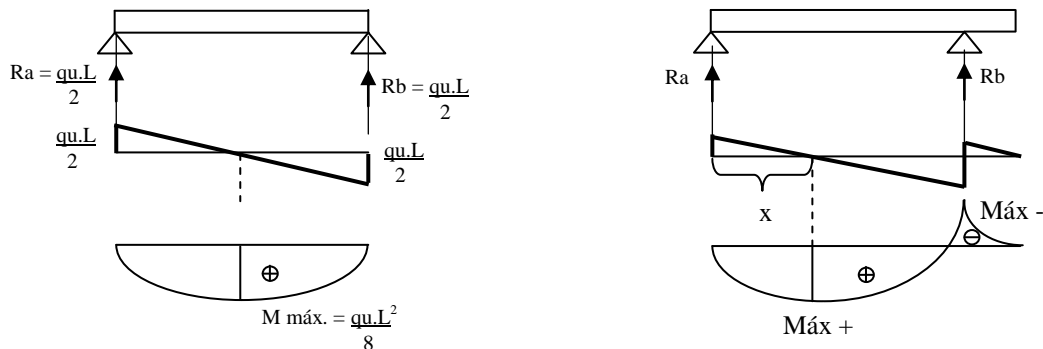 Ra = qu.L
2
Rb = qu.L
2
qu.L
2
qu.L
2
M máx. = qu.L²
8
Ra
Rb
x
Máx -
Máx +